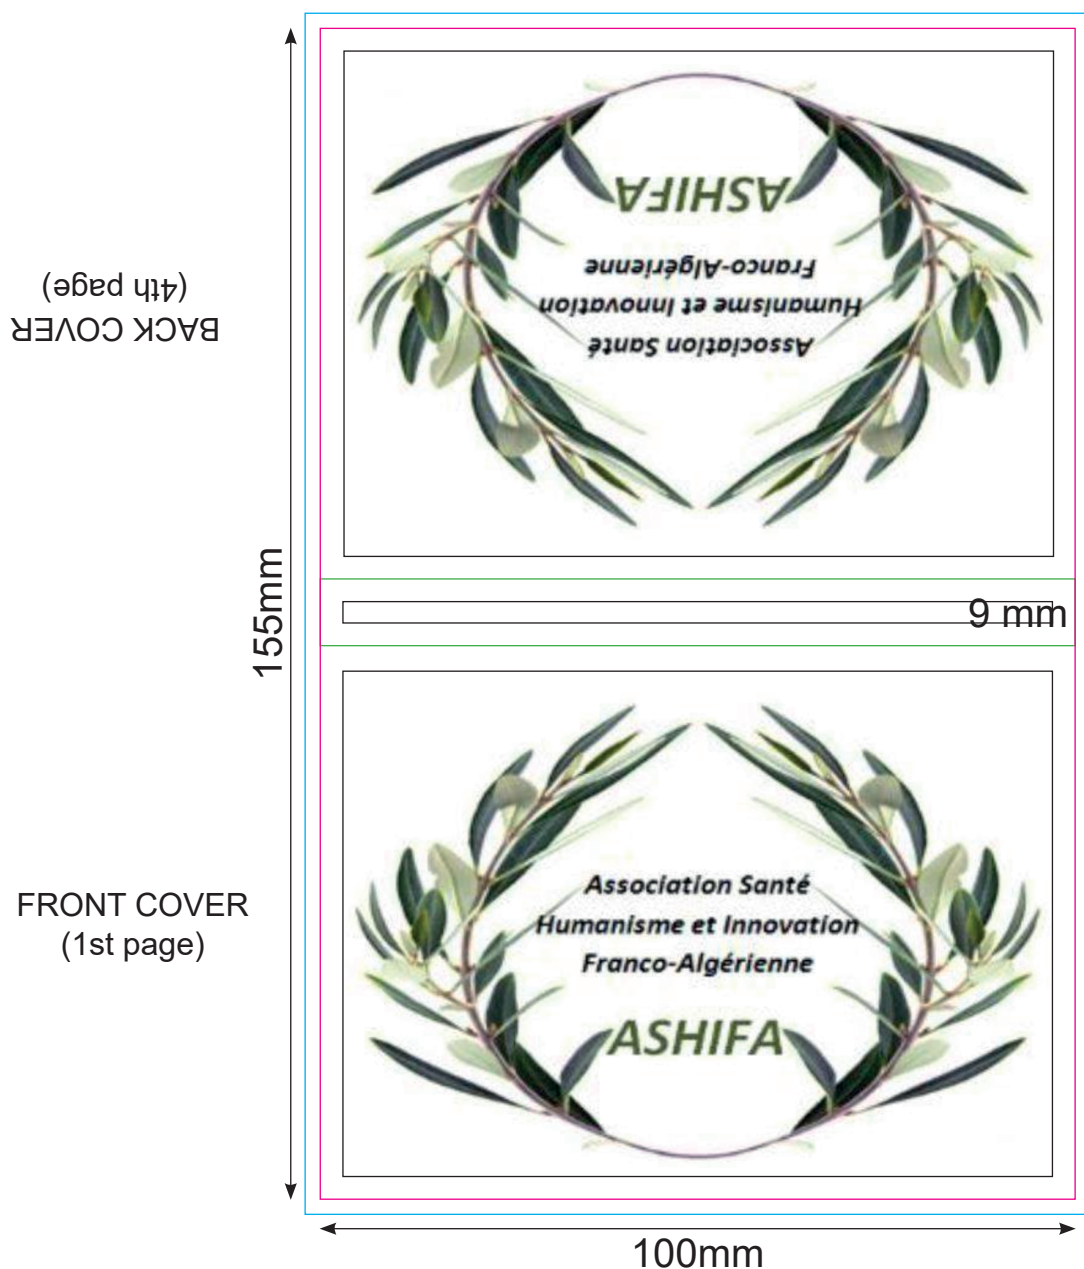 BACK COVER
(4th page)
Association Santé
Humanisme et Innovation
Franco-Algérienne
ASHIFA
155mm
9 mm
FRONT COVER
(1st page)
Association Santé
Humanisme et Innovation
Franco-Algérienne
ASHIFA
100mm